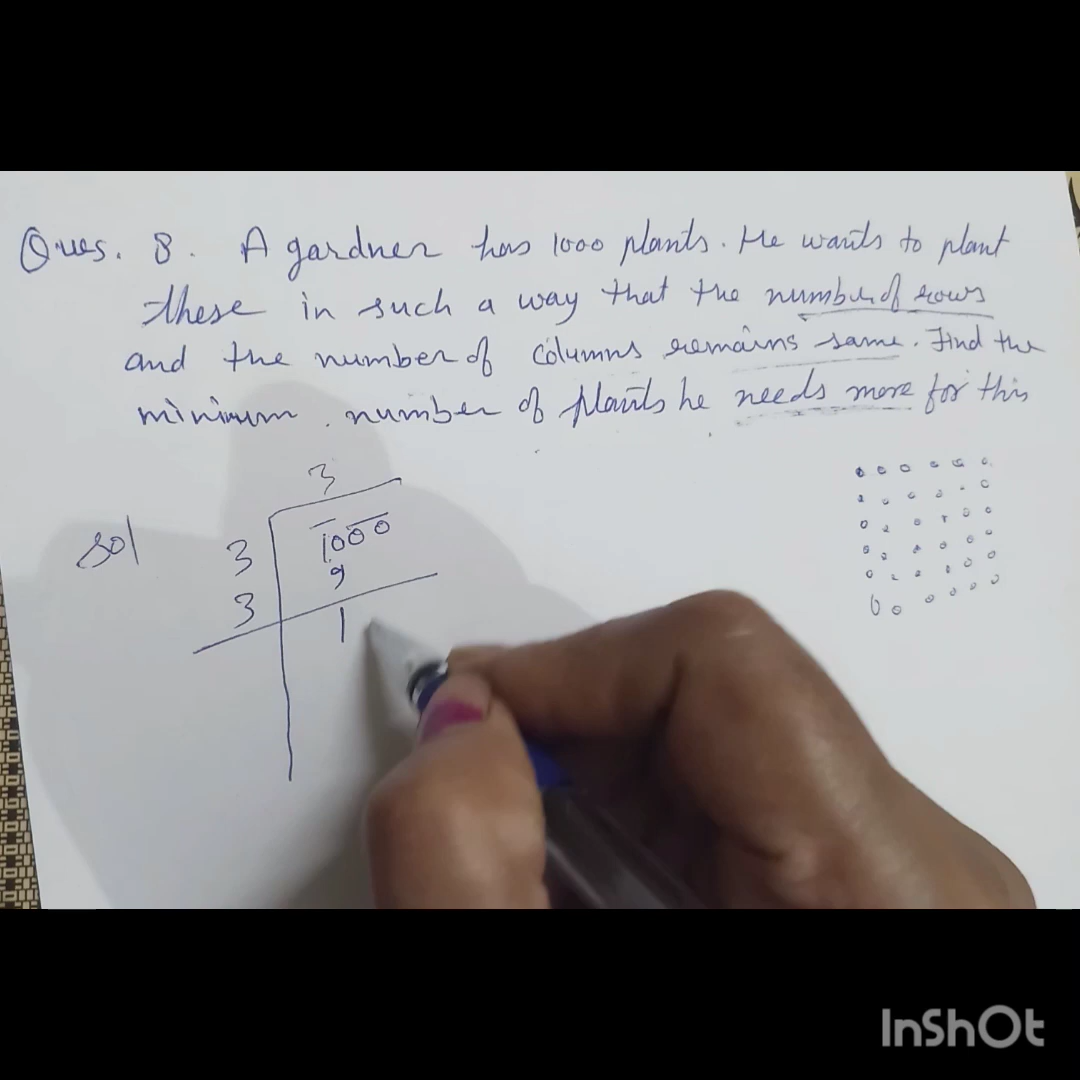 Ques. 8. A gardner has 1000 plants. He wants to plant
these in such a way that the number of rows
and the number of columns remains same. Find the
minimum number of plants he needs more for this
3
sol 3 1000
9
3
1
InShOt